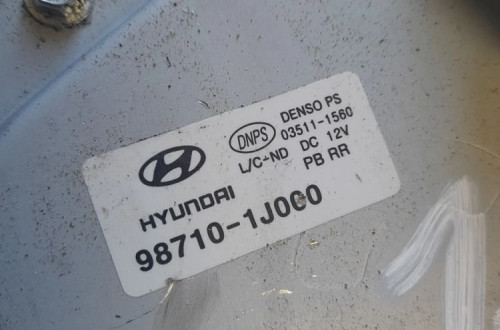 DENSO PS
DNPS 03511-1560
L/C-ND DC 12V
PB RR
HYUNDAI
98710-1J000